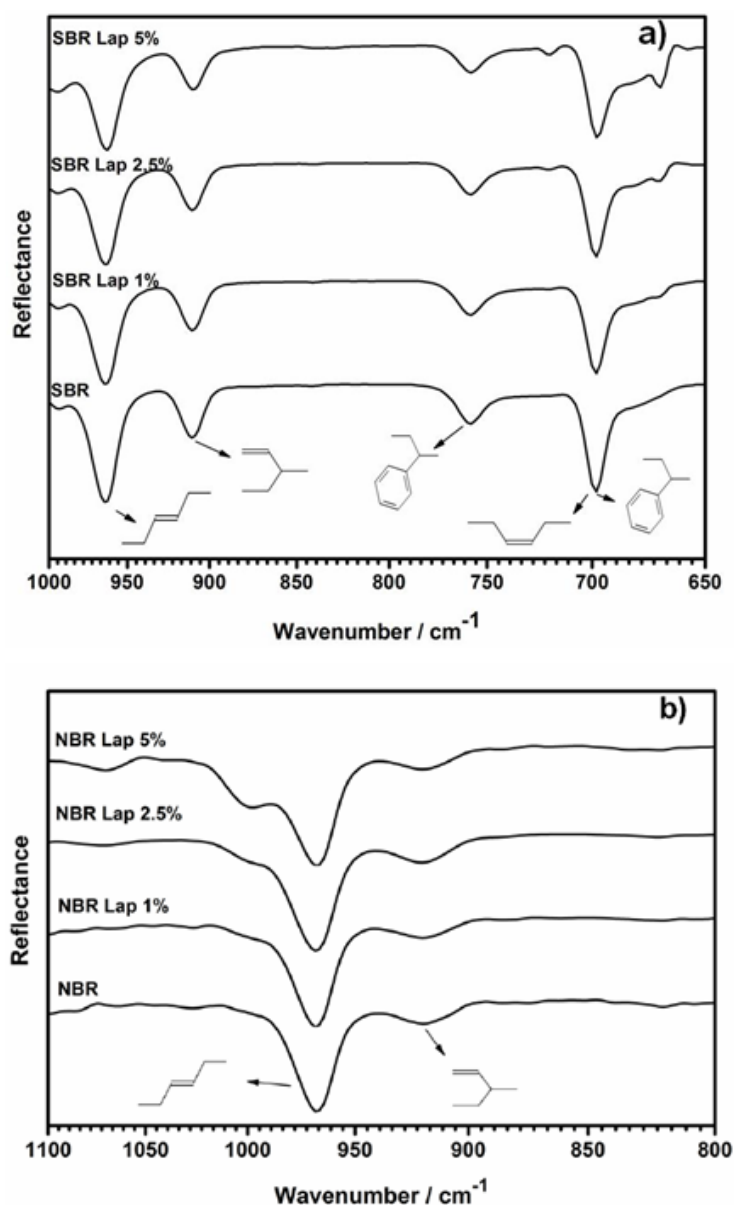 a)
SBR Lap 5%
SBR Lap 2,5%
SBR Lap 1%
SBR
Reflectance
1000 950 900 850 800 750 700 650
Wavenumber / cm-1
b)
NBR Lap 5%
NBR Lap 2.5%
NBR Lap 1%
NBR
Reflectance
1100 1050 1000 950 900 850 800
Wavenumber / cm-1